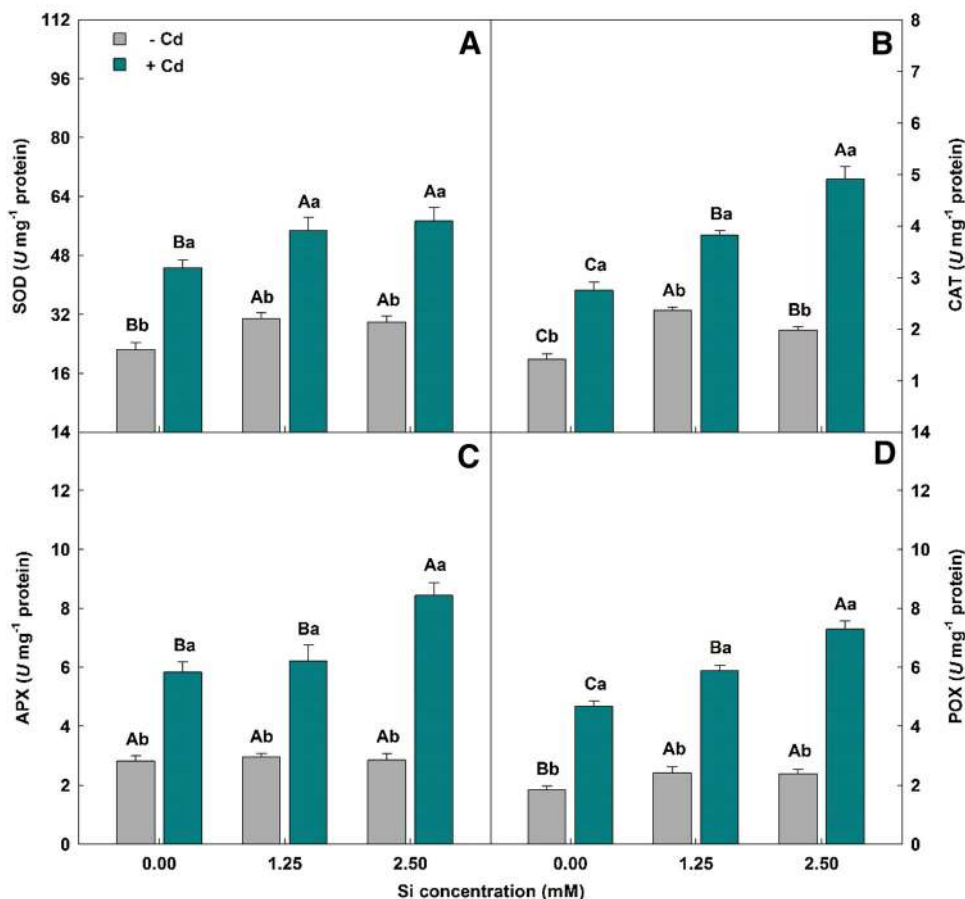 112
96
80
64
48
32
16
14
SOD (U mg⁻¹ protein)
- Cd
+ Cd
A
Bb
Ba
Ab
Aa
Ab
Aa
B
Cb
Ca
Ab
Ba
Bb
Aa
8
7
6
5
4
3
2
1
14
CAT (U mg⁻¹ protein)
12
10
8
6
4
2
0
APX (U mg⁻¹ protein)
C
Ab
Ba
Ab
Ba
Ab
Aa
D
Bb
Ca
Ab
Ba
Ab
Aa
12
10
8
6
4
2
0
POX (U mg⁻¹ protein)
0.00 1.25 2.50 0.00 1.25 2.50
Si concentration (mM)